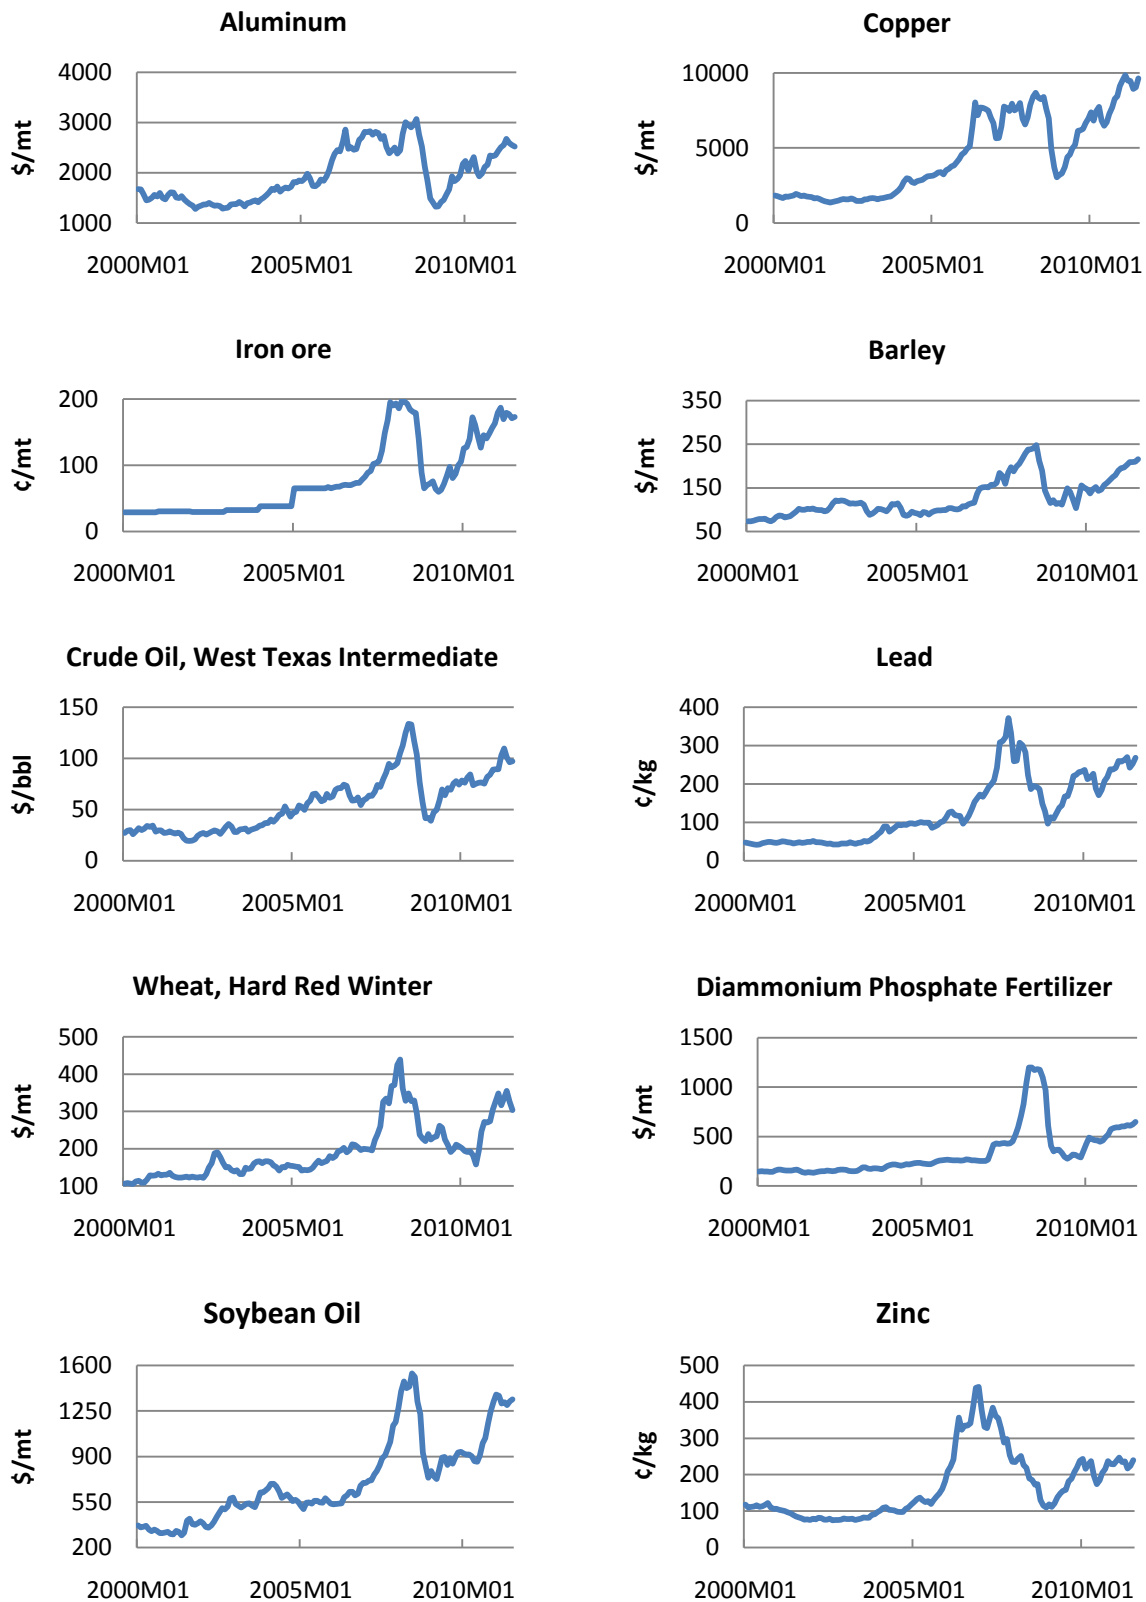 Aluminum
$/mt
4000
3000
2000
1000
2000M01 2005M01 2010M01
Copper
$/mt
10000
5000
0
2000M01 2005M01 2010M01
Iron ore
¢/mt
200
100
0
2000M01 2005M01 2010M01
Barley
$/mt
350
250
150
50
2000M01 2005M01 2010M01
Crude Oil, West Texas Intermediate
$/bbl
150
100
50
0
2000M01 2005M01 2010M01
Lead
¢/kg
400
300
200
100
0
2000M01 2005M01 2010M01
Wheat, Hard Red Winter
$/mt
500
400
300
200
100
2000M01 2005M01 2010M01
Diammonium Phosphate Fertilizer
$/mt
1500
1000
500
0
2000M01 2005M01 2010M01
Soybean Oil
$/mt
1600
1250
900
550
200
2000M01 2005M01 2010M01
Zinc
¢/kg
500
400
300
200
100
0
2000M01 2005M01 2010M01